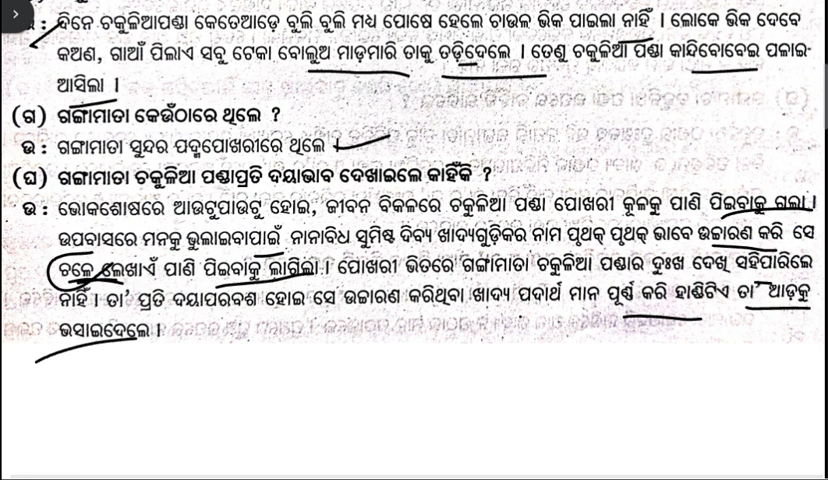 ଉ : ଦିନେ ଚକୁଳିଆପଣ୍ଡା କେତେଆଡ଼େ ବୁଲି ବୁଲି ମଧ୍ୟ ପୋଷେ ହେଲେ ଚାଉଳ ଭିକ ପାଇଲା ନାହିଁ । ଲୋକେ ଭିକ ଦେବେ
କଅଣ, ଗାଆଁ ପିଲାଏ ସବୁ ଟେକା ବୋଲୁଅ ମାଡ଼ମାରି ତାକୁ ତଡ଼ିଦେଲେ । ତେଣୁ ଚକୁଳିଆ ପଣ୍ଡା କାନ୍ଦିବୋବେଇ ପଳାଇ
ଆସିଲା ।
(ଗ) ଗଙ୍ଗାମାତା କେଉଁଠାରେ ଥିଲେ ?
ଉ : ଗଙ୍ଗାମାତା ସୁନ୍ଦର ପଦ୍ମପୋଖରୀରେ ଥିଲେ ।
(ଘ) ଗଙ୍ଗାମାତା ଚକୁଳିଆ ପଣ୍ଡାପ୍ରତି ଦୟାଭାବ ଦେଖାଇଲେ କାହିଁକି ?
ଉ : ଭୋକଶୋଷରେ ଆଉଟୁପାଉଟୁ ହୋଇ, ଜୀବନ ବିକଳରେ ଚକୁଳିଆ ପଣ୍ଡା ପୋଖରୀ କୂଳକୁ ପାଣି ପିଇବାକୁ ଗଲା ।
ଉପବାସରେ ମନକୁ ଭୁଲାଇବାପାଇଁ ନାନାବିଧ ସୁମିଷ୍ଟ ଦିବ୍ୟ ଖାଦ୍ୟଗୁଡ଼ିକର ନାମ ପୃଥକ୍ ପୃଥକ୍ ଭାବେ ଉଚ୍ଚାରଣ କରି ସେ
ଚଳେ ଲେଖାଏଁ ପାଣି ପିଇବାକୁ ଲାଗିଲା । ପୋଖରୀ ଭିତରେ ଗଙ୍ଗାମାତା ଚକୁଳିଆ ପଣ୍ଡାର ଦୁଃଖ ଦେଖି ସହିପାରିଲେ
ନାହିଁ । ତା' ପ୍ରତି ଦୟାପରବଶ ହୋଇ ସେ ଉଚ୍ଚାରଣ କରିଥିବା ଖାଦ୍ୟ ପଦାର୍ଥ ମାନ ପୂର୍ଣ୍ଣ କରି ହାଣ୍ଡିଟିଏ ତା' ଆଡ଼କୁ
ଭସାଇଦେଲେ ।